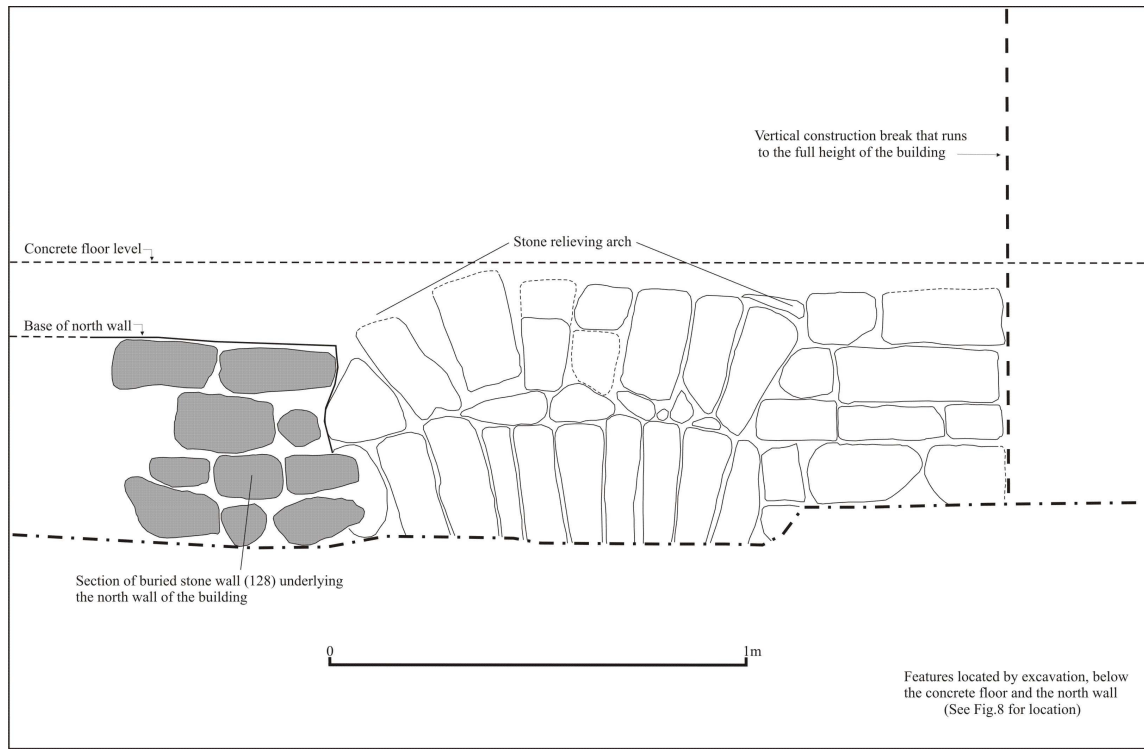 Vertical construction break that runs
to the full height of the building
Stone relieving arch
Concrete floor level
Base of north wall
Section of buried stone wall (128) underlying
the north wall of the building
0
1m
Features located by excavation, below
the concrete floor and the north wall
(See Fig.8 for location)